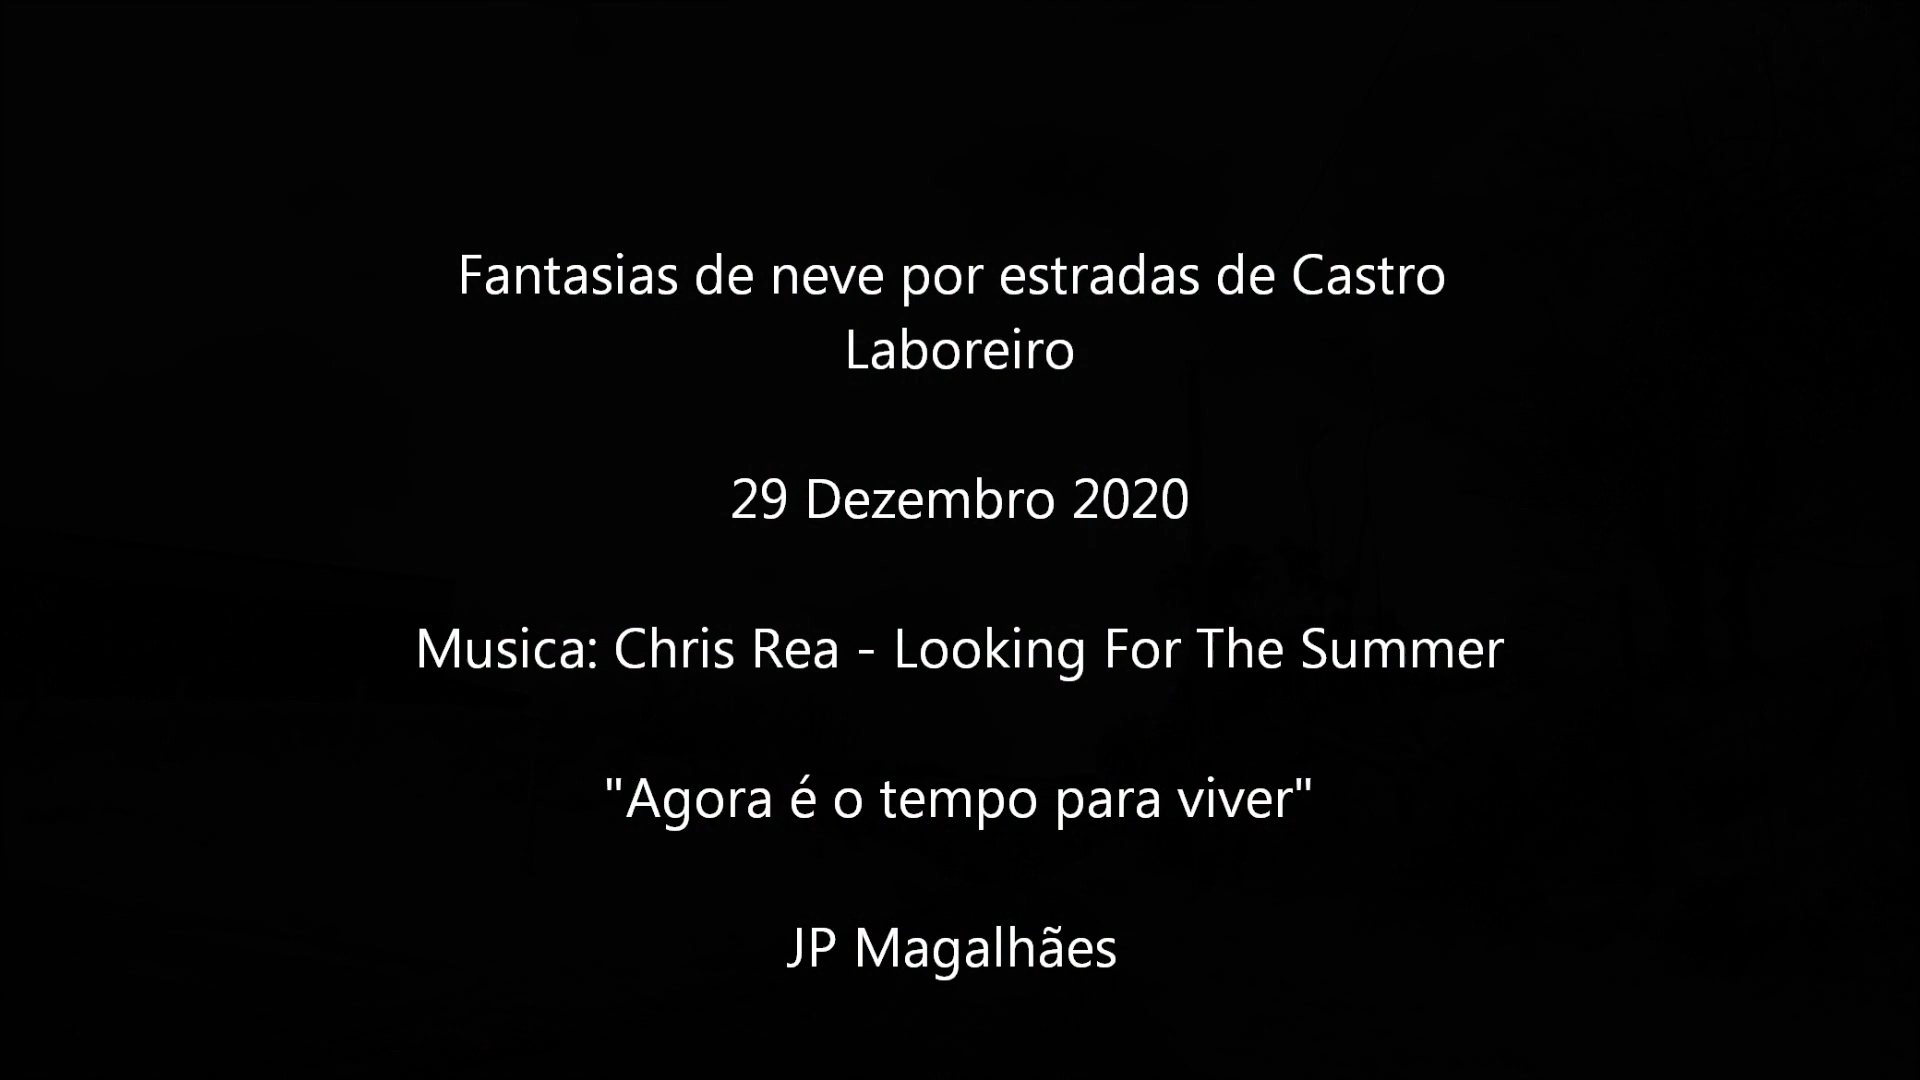 Fantasias de neve por estradas de Castro
Laboreiro
29 Dezembro 2020
Musica: Chris Rea - Looking For The Summer
"Agora é o tempo para viver"
JP Magalhães